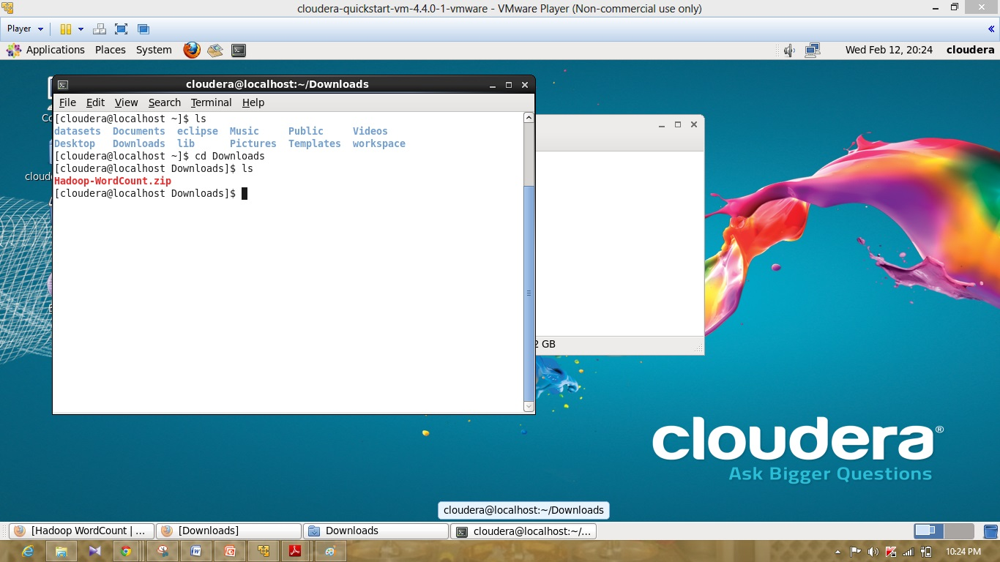 cloudera-quickstart-vm-4.4.0-1-vmware - VMware Player (Non-commercial use only)
Player
Applications Places System
Wed Feb 12, 20:24 cloudera
cloudera@localhost:~/Downloads
File Edit View Search Terminal Help
[cloudera@localhost ~]$ ls
datasets Documents eclipse Music Public Videos
Desktop Downloads lib Pictures Templates workspace
[cloudera@localhost ~]$ cd Downloads
[cloudera@localhost Downloads]$ ls
Hadoop-WordCount.zip
[cloudera@localhost Downloads]$
2 GB
cloudera®
Ask Bigger Questions
cloudera@localhost:~/Downloads
[Hadoop WordCount | ...
[Downloads]
Downloads
cloudera@localhost:~/...
10:24 PM